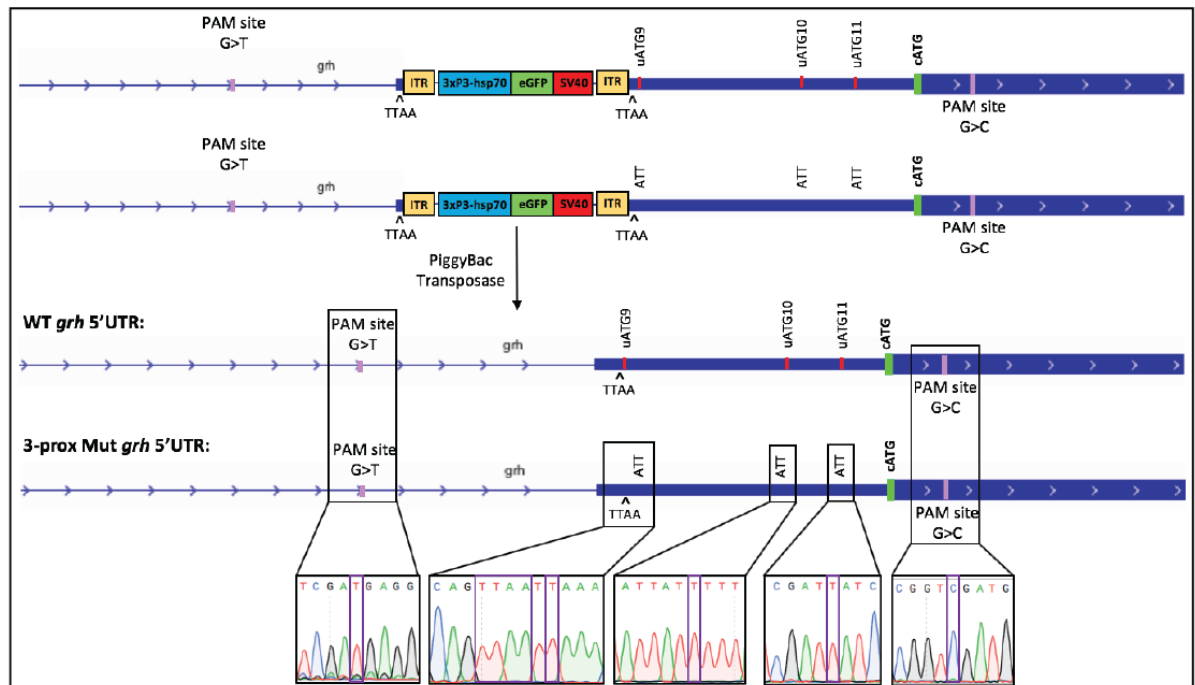 PAM site
G>T
grh
ITR
3xP3-hsp70
eGFP
SV40
ITR
uATG9
uATG10
uATG11
cATG
TTAA
TTAA
PAM site
G>C
PAM site
G>T
grh
ITR
3xP3-hsp70
eGFP
SV40
ITR
ATT
ATT
ATT
cATG
TTAA
TTAA
PAM site
G>C
PiggyBac
Transposase
WT grh 5'UTR:
PAM site
G>T
grh
uATG9
uATG10
uATG11
cATG
TTAA
PAM site
G>C
3-prox Mut grh 5'UTR:
PAM site
G>T
grh
ATT
ATT
ATT
cATG
TTAA
PAM site
G>C
T C G A T G A G G
C A G T T A A T T A A A
A T T A T T T T T
C G A T T A T C
C G G T C G A T G